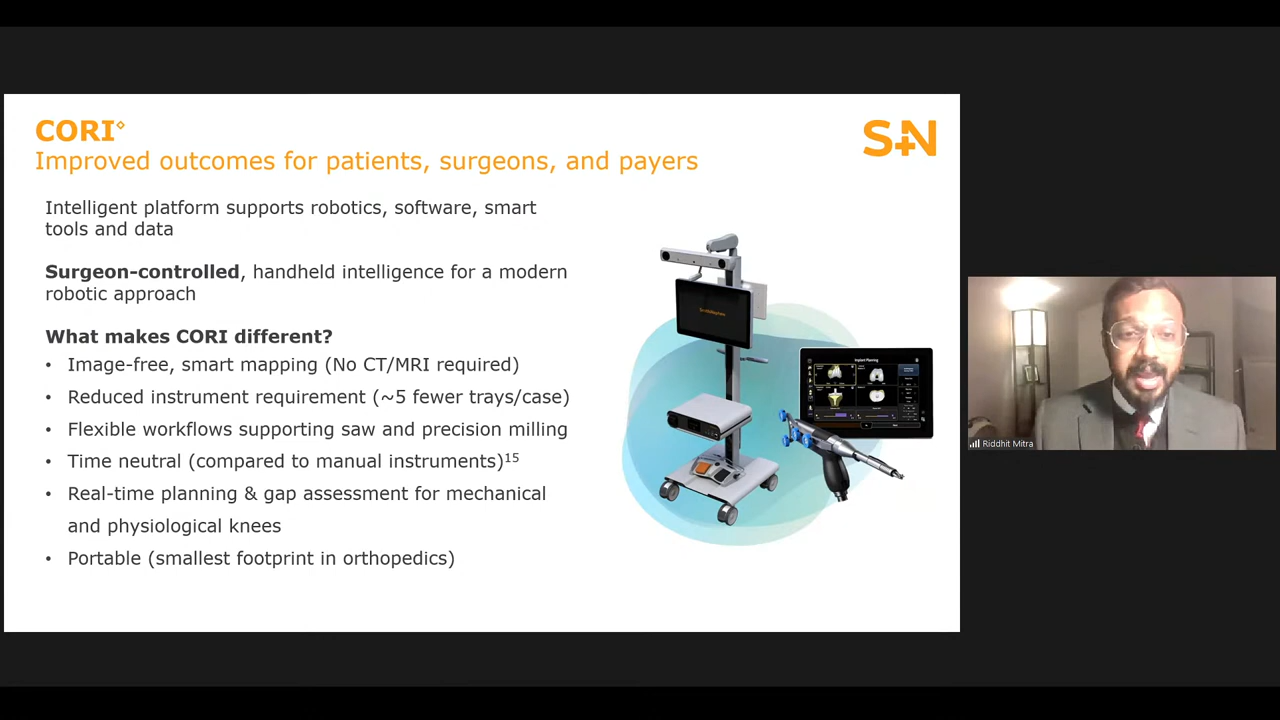 CORI◊
Improved outcomes for patients, surgeons, and payers
S+N
Intelligent platform supports robotics, software, smart
tools and data
Surgeon-controlled, handheld intelligence for a modern
robotic approach
What makes CORI different?
• Image-free, smart mapping (No CT/MRI required)
• Reduced instrument requirement (~5 fewer trays/case)
• Flexible workflows supporting saw and precision milling
• Time neutral (compared to manual instruments)15
• Real-time planning & gap assessment for mechanical
and physiological knees
• Portable (smallest footprint in orthopedics)
Implant Planning
Riddhit Mitra